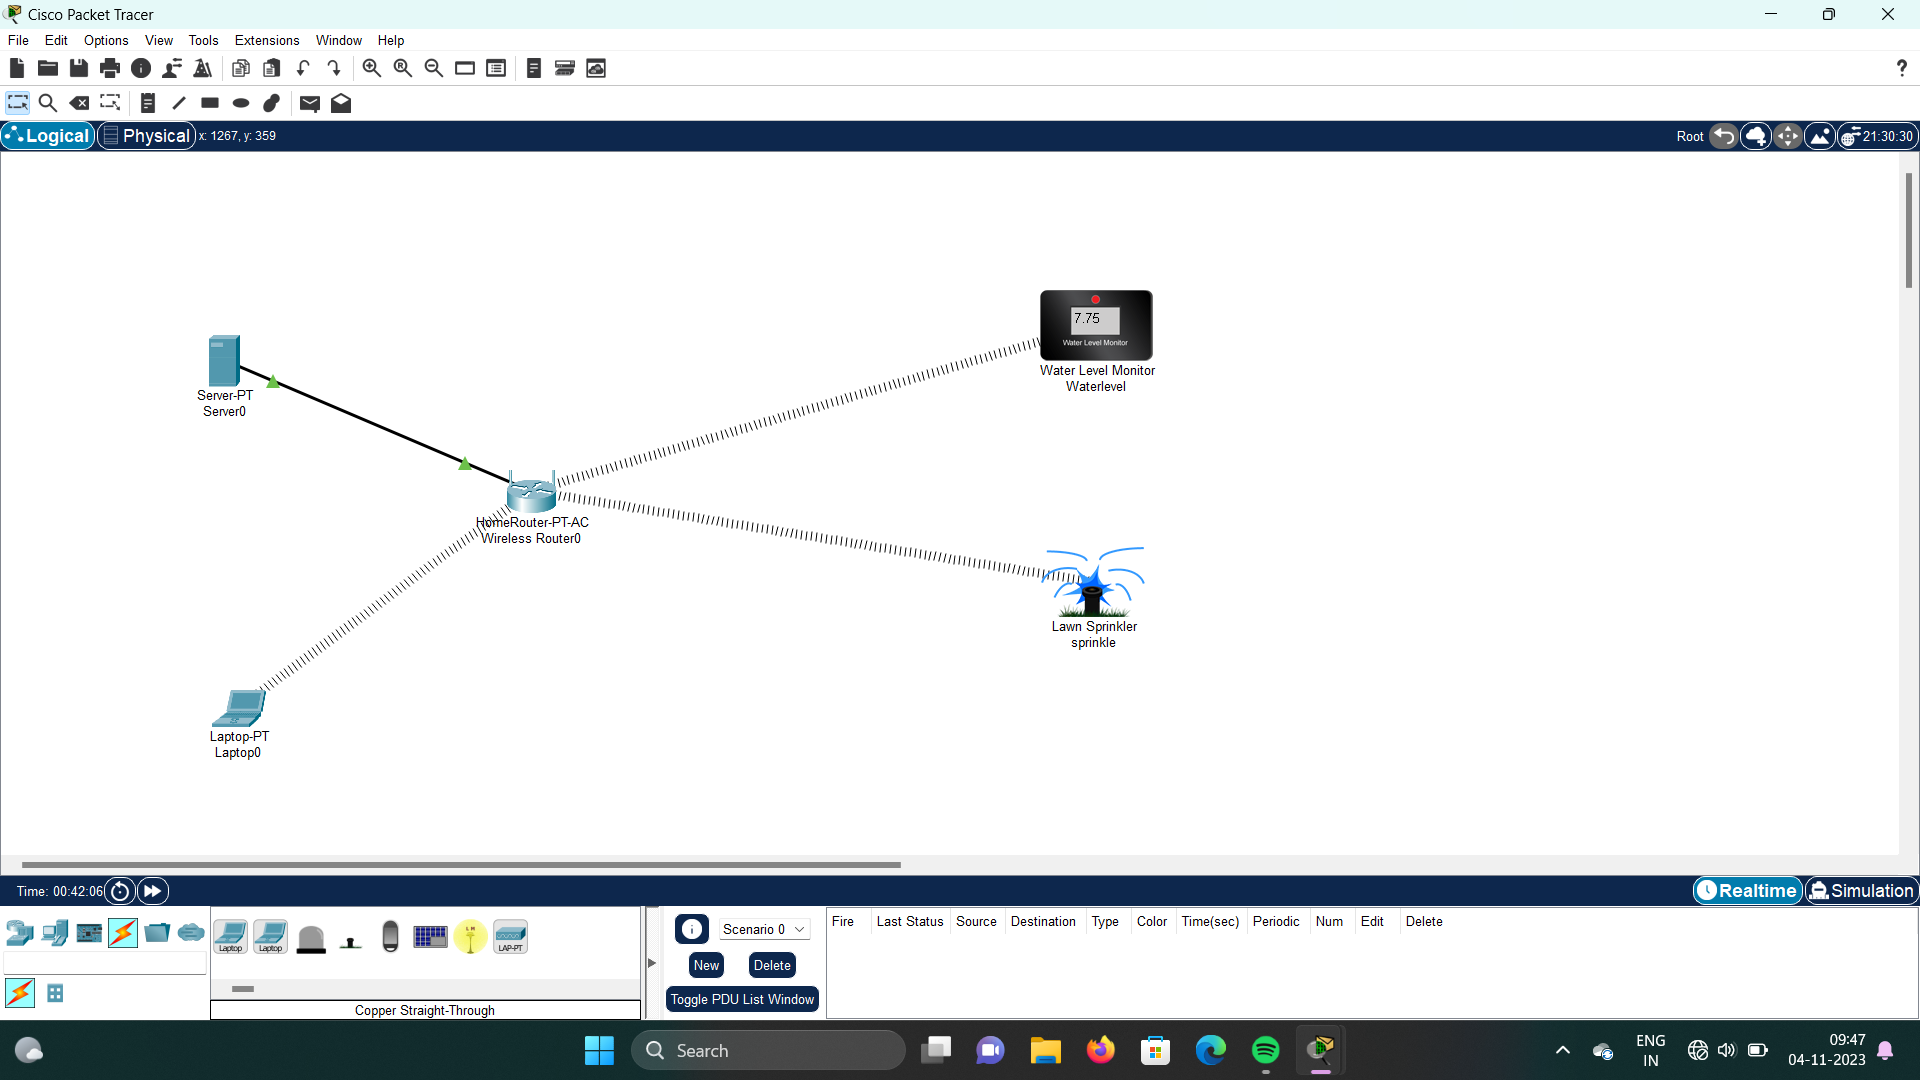 Cisco Packet Tracer
File Edit Options View Tools Extensions Window Help
?
Logical Physical x: 1267, y: 359 Root 21:30:30
7.75
Water Level Monitor
Water Level Monitor
Waterlevel
Server-PT
Server0
HomeRouter-PT-AC
Wireless Router0
Lawn Sprinkler
sprinkle
Laptop-PT
Laptop0
Time: 00:42:06 Realtime Simulation
Laptop Laptop LAP-PT
Copper Straight-Through
Scenario 0
New Delete
Toggle PDU List Window
Fire Last Status Source Destination Type Color Time(sec) Periodic Num Edit Delete
Search
ENG
IN
09:47
04-11-2023